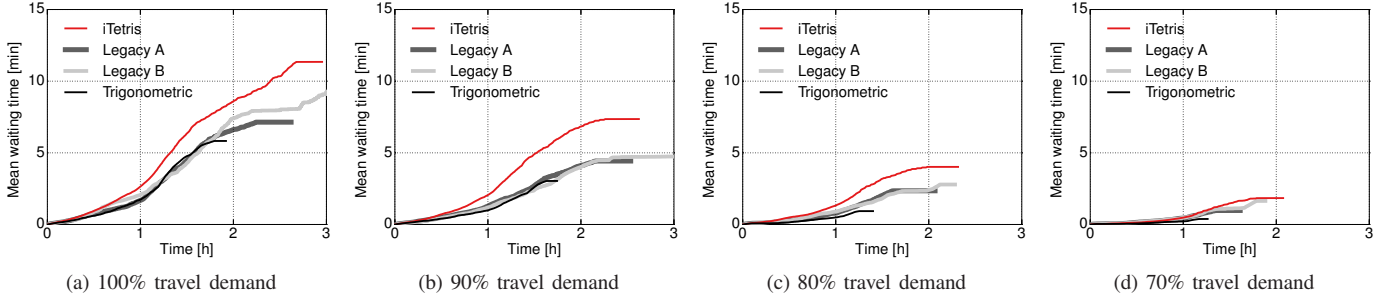 Mean waiting time [min]
15
10
5
0
iTetris
Legacy A
Legacy B
Trigonometric
0 1 2 3
Time [h]
(a) 100% travel demand
Mean waiting time [min]
15
10
5
0
iTetris
Legacy A
Legacy B
Trigonometric
0 1 2 3
Time [h]
(b) 90% travel demand
Mean waiting time [min]
15
10
5
0
iTetris
Legacy A
Legacy B
Trigonometric
0 1 2 3
Time [h]
(c) 80% travel demand
Mean waiting time [min]
15
10
5
0
iTetris
Legacy A
Legacy B
Trigonometric
0 1 2 3
Time [h]
(d) 70% travel demand